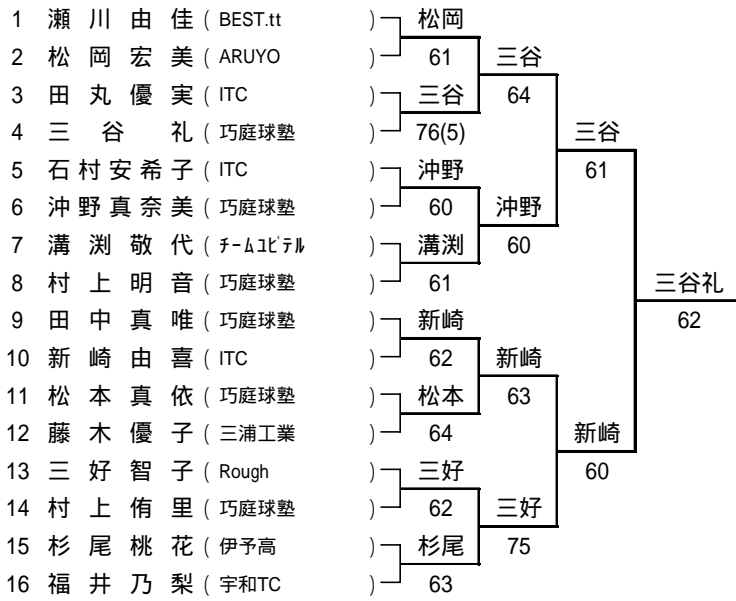 1 瀬川由佳 ( BEST.tt ) 松岡
2 松岡宏美 ( ARUYO ) 61 三谷
3 田丸優実 ( ITC ) 三谷 64
4 三谷礼 ( 巧庭球塾 ) 76(5) 三谷
5 石村安希子 ( ITC ) 沖野 61
6 沖野真奈美 ( 巧庭球塾 ) 60 沖野
7 溝渕敬代 ( ﾁｰﾑﾕﾋﾟﾃﾙ ) 溝渕 60
8 村上明音 ( 巧庭球塾 ) 61 三谷礼
9 田中真唯 ( 巧庭球塾 ) 新崎 62
10 新崎由喜 ( ITC ) 62 新崎
11 松本真依 ( 巧庭球塾 ) 松本 63
12 藤木優子 ( 三浦工業 ) 64 新崎
13 三好智子 ( Rough ) 三好 60
14 村上侑里 ( 巧庭球塾 ) 62 三好
15 杉尾桃花 ( 伊予高 ) 杉尾 75
16 福井乃梨 ( 宇和TC ) 63